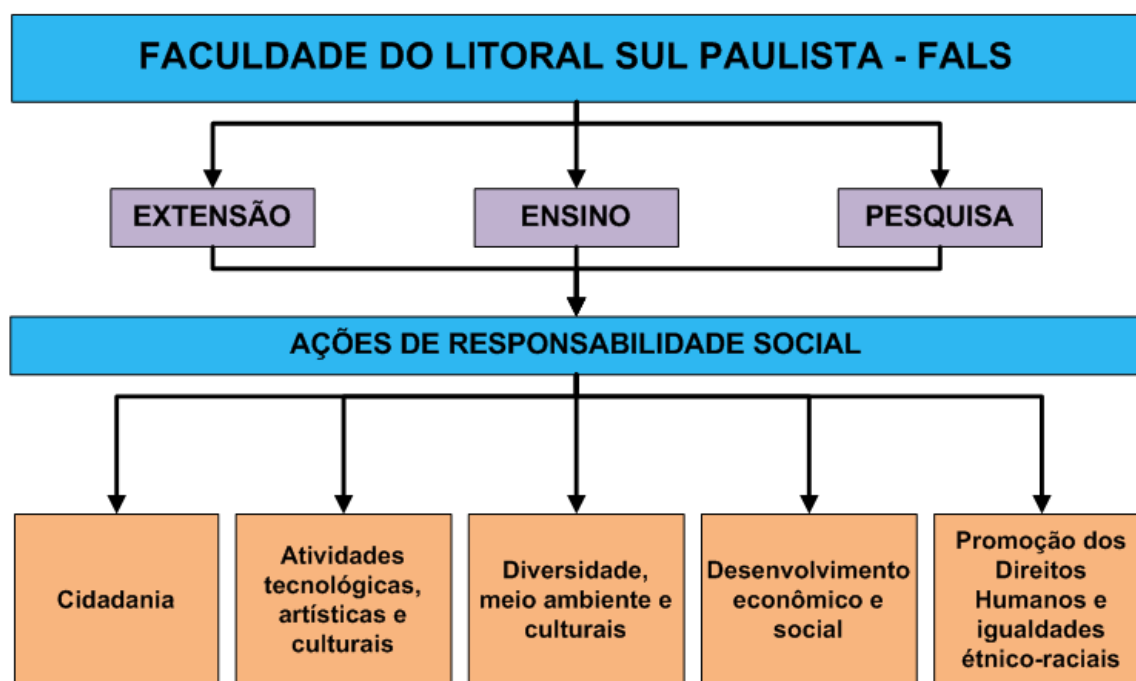 FACULDADE DO LITORAL SUL PAULISTA - FALS
EXTENSÃO
ENSINO
PESQUISA
AÇÕES DE RESPONSABILIDADE SOCIAL
Cidadania
Atividades
tecnológicas,
artísticas e
culturais
Diversidade,
meio ambiente e
culturais
Desenvolvimento
econômico e
social
Promoção dos
Direitos
Humanos e
igualdades
étnico-raciais